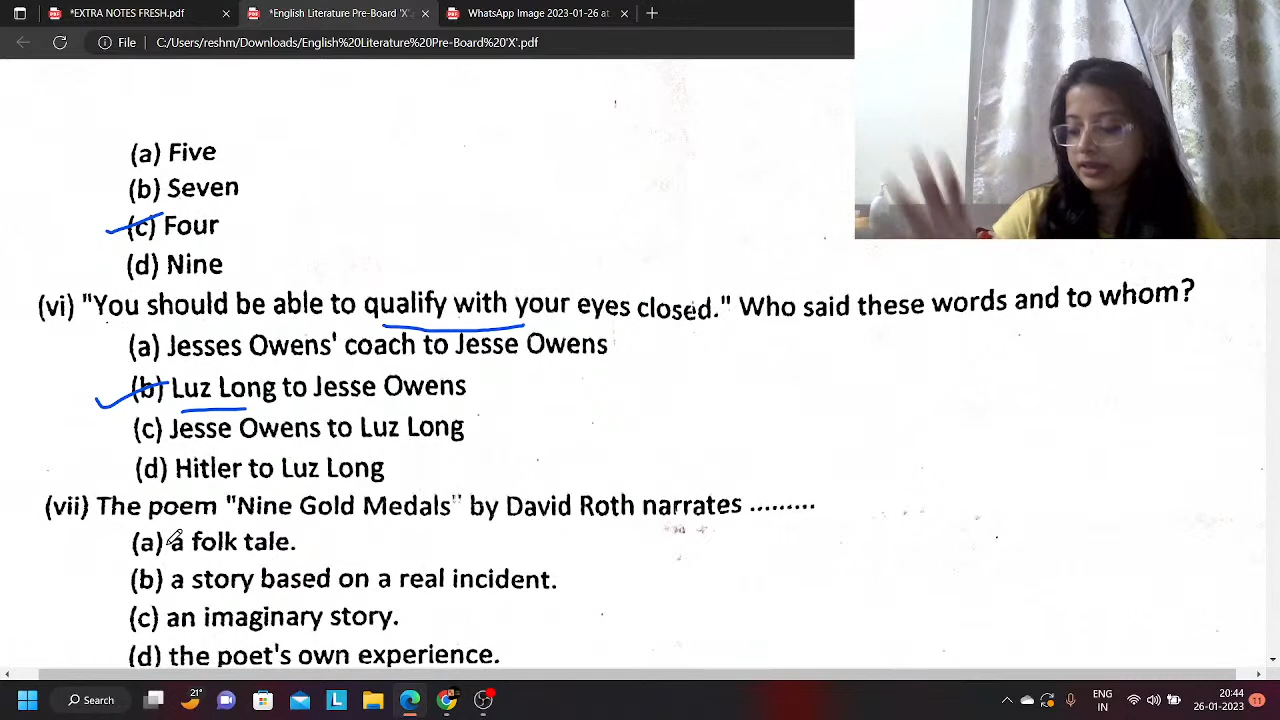 *EXTRA NOTES FRESH.pdf
*English Literature Pre-Board 'X'
WhatsApp Image 2023-01-26 at
File
C:/Users/reshm/Downloads/English%20Literature%20Pre-Board%20'X'.pdf
(a) Five
(b) Seven
(c) Four
(d) Nine
(vi) "You should be able to qualify with your eyes closed." Who said these words and to whom?
(a) Jesses Owens' coach to Jesse Owens
(b) Luz Long to Jesse Owens
(c) Jesse Owens to Luz Long
(d) Hitler to Luz Long
(vii) The poem "Nine Gold Medals" by David Roth narrates .........
(a) a folk tale.
(b) a story based on a real incident.
(c) an imaginary story.
(d) the poet's own experience.
Search
21°
ENG
IN
20:44
26-01-2023
11